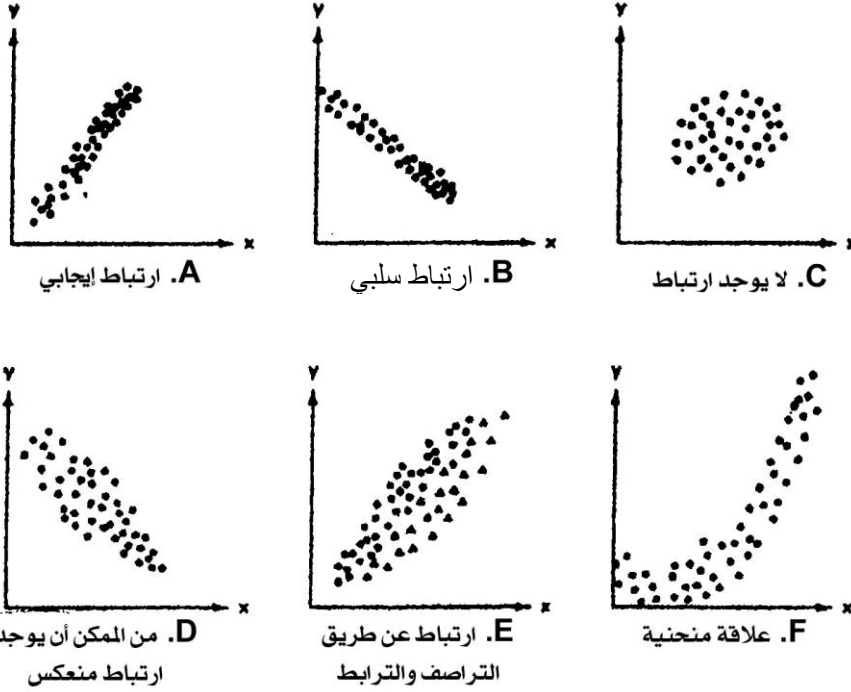 Y
Y
Y
x
x
x
A. ارتباط إيجابي
B. ارتباط سلبي
C. لا يوجد ارتباط
Y
Y
Y
x
x
x
D. من الممكن أن يوجد
ارتباط منعكس
E. ارتباط عن طريق
التراصف والترابط
F. علاقة منحنية